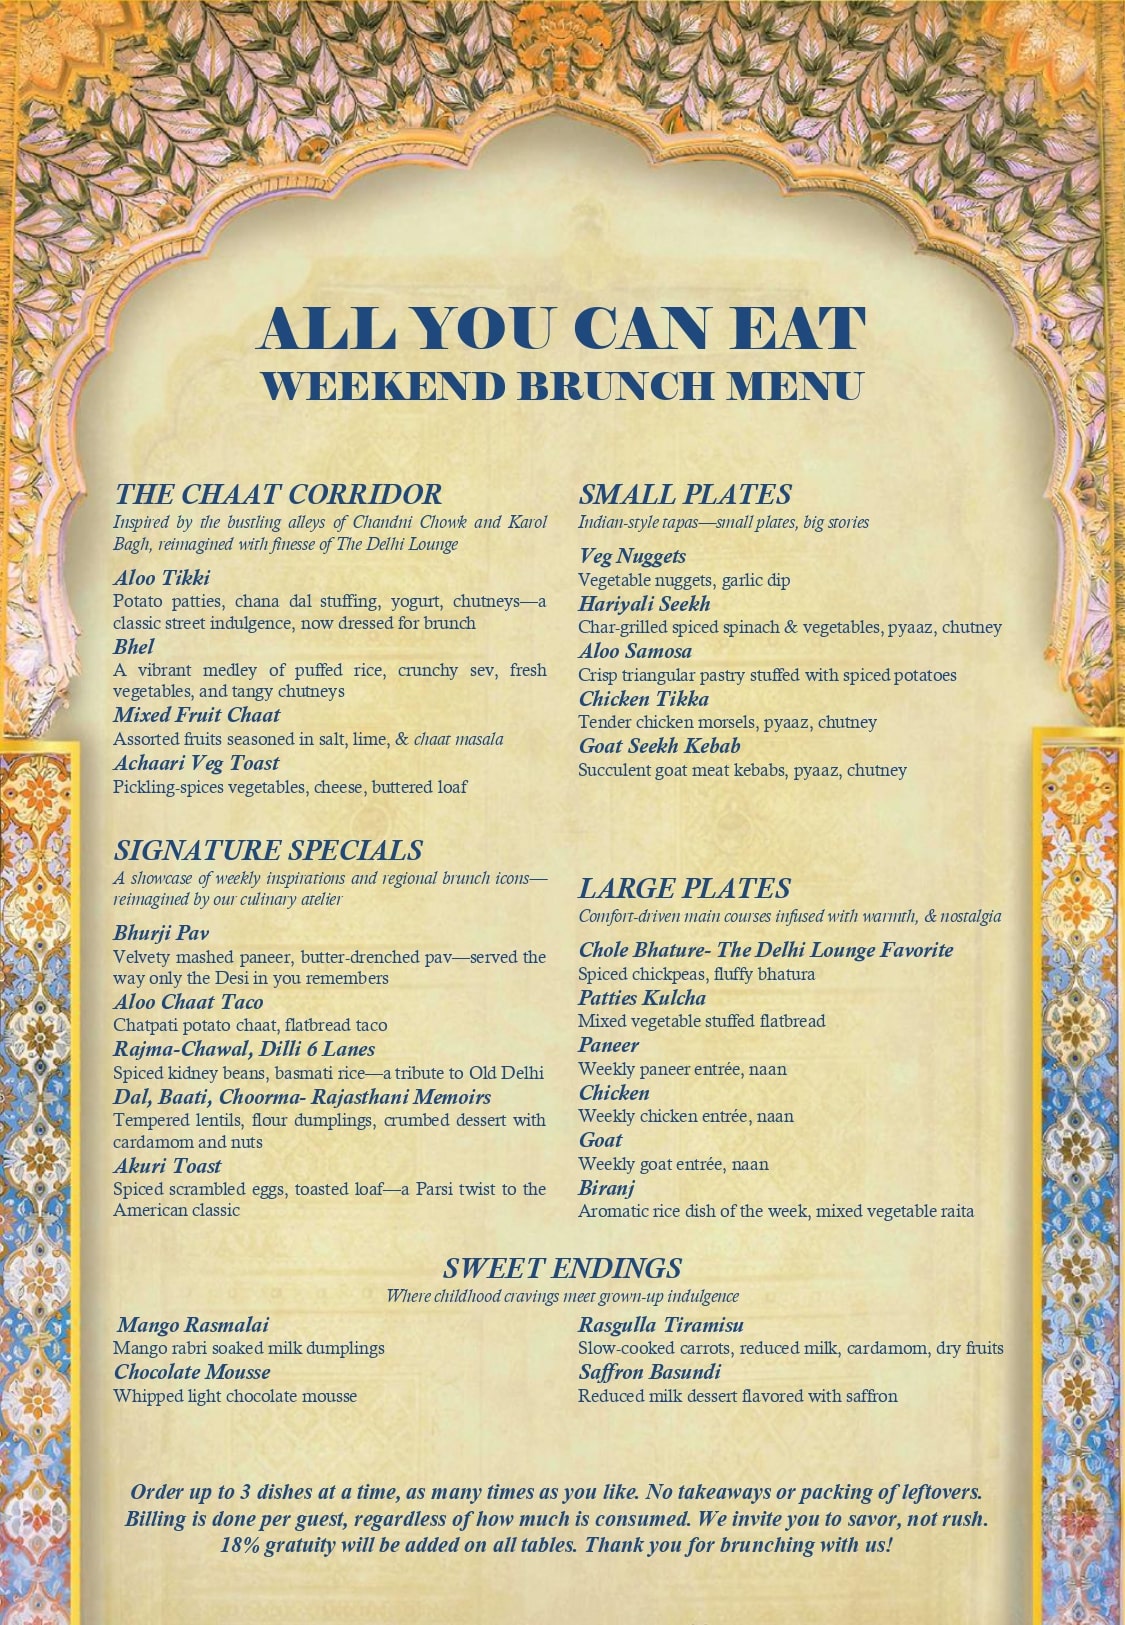 ALL YOU CAN EAT
WEEKEND BRUNCH MENU
THE CHAAT CORRIDOR
Inspired by the bustling alleys of Chandni Chowk and Karol
Bagh, reimagined with finesse of The Delhi Lounge
Aloo Tikki
Potato patties, chana dal stuffing, yogurt, chutneys—a
classic street indulgence, now dressed for brunch
Bhel
A vibrant medley of puffed rice, crunchy sev, fresh
vegetables, and tangy chutneys
Mixed Fruit Chaat
Assorted fruits seasoned in salt, lime, & chaat masala
Achaari Veg Toast
Pickling-spices vegetables, cheese, buttered loaf
SIGNATURE SPECIALS
A showcase of weekly inspirations and regional brunch icons—
reimagined by our culinary atelier
Bhurji Pav
Velvety mashed paneer, butter-drenched pav—served the
way only the Desi in you remembers
Aloo Chaat Taco
Chatpati potato chaat, flatbread taco
Rajma-Chawal, Dilli 6 Lanes
Spiced kidney beans, basmati rice—a tribute to Old Delhi
Dal, Baati, Choorma- Rajasthani Memoirs
Tempered lentils, flour dumplings, crumbed dessert with
cardamom and nuts
Akuri Toast
Spiced scrambled eggs, toasted loaf—a Parsi twist to the
American classic
SMALL PLATES
Indian-style tapas—small plates, big stories
Veg Nuggets
Vegetable nuggets, garlic dip
Hariyali Seekh
Char-grilled spiced spinach & vegetables, pyaaz, chutney
Aloo Samosa
Crisp triangular pastry stuffed with spiced potatoes
Chicken Tikka
Tender chicken morsels, pyaaz, chutney
Goat Seekh Kebab
Succulent goat meat kebabs, pyaaz, chutney
LARGE PLATES
Comfort-driven main courses infused with warmth, & nostalgia
Chole Bhature- The Delhi Lounge Favorite
Spiced chickpeas, fluffy bhatura
Patties Kulcha
Mixed vegetable stuffed flatbread
Paneer
Weekly paneer entrée, naan
Chicken
Weekly chicken entrée, naan
Goat
Weekly goat entrée, naan
Biranj
Aromatic rice dish of the week, mixed vegetable raita
SWEET ENDINGS
Where childhood cravings meet grown-up indulgence
Mango Rasmalai
Mango rabri soaked milk dumplings
Chocolate Mousse
Whipped light chocolate mousse
Rasgulla Tiramisu
Slow-cooked carrots, reduced milk, cardamom, dry fruits
Saffron Basundi
Reduced milk dessert flavored with saffron
Order up to 3 dishes at a time, as many times as you like. No takeaways or packing of leftovers.
Billing is done per guest, regardless of how much is consumed. We invite you to savor, not rush.
18% gratuity will be added on all tables. Thank you for brunching with us!